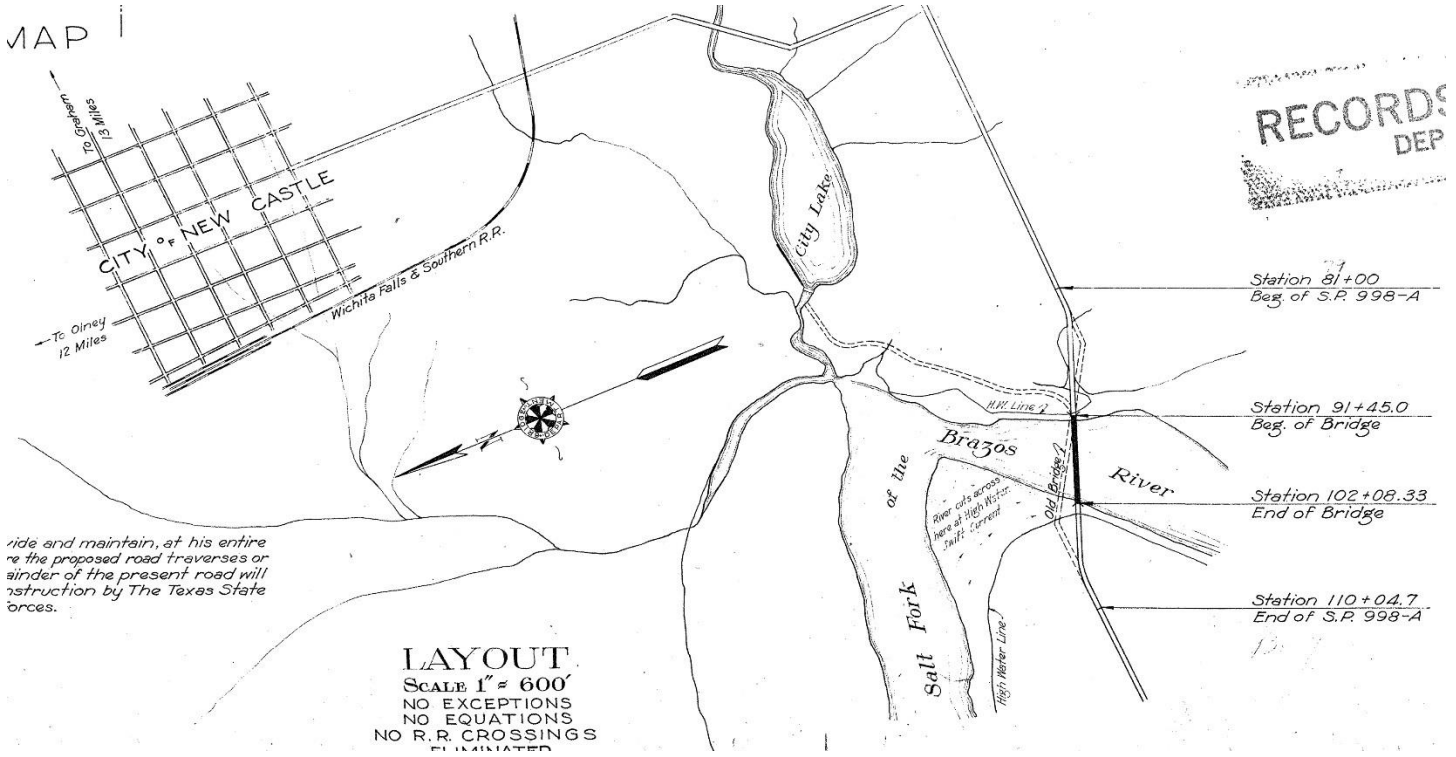 MAP
To Graham
13 Miles
CITY OF NEW CASTLE
To Olney
12 Miles
Wichita Falls & Southern R.R.
City Lake
RECORDS
DEP
Station 81+00
Beg. of S.P. 998-A
N
H.W. Line
Station 91+45.0
Beg. of Bridge
Brazos
River
of the
Salt Fork
Old Bridge
River cuts across
here at High Water
Swift Current
Station 102+08.33
End of Bridge
High Water Line
Station 110+04.7
End of S.P. 998-A
vide and maintain, at his entire
re the proposed road traverses or
ainder of the present road will
nstruction by The Texas State
orces.
LAYOUT
SCALE 1" = 600'
NO EXCEPTIONS
NO EQUATIONS
NO R.R. CROSSINGS
ELIMINATED